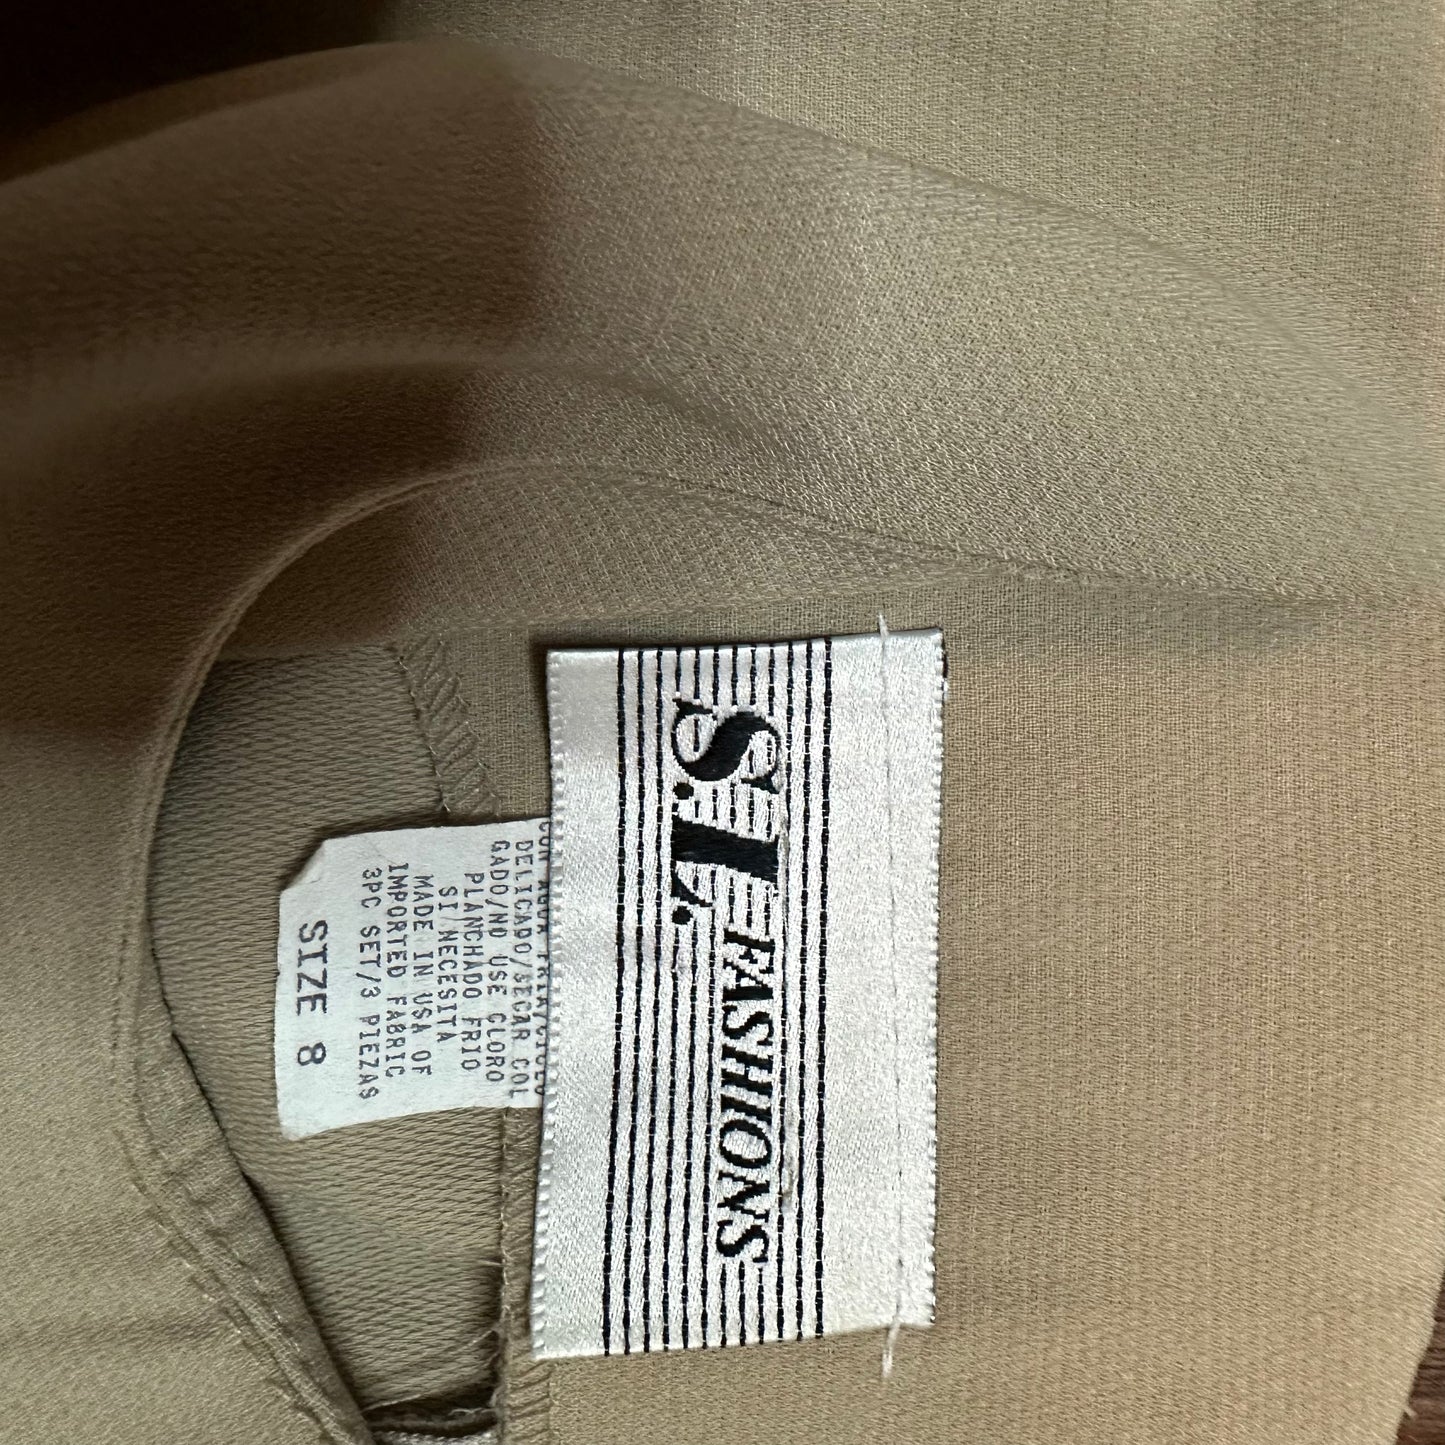 S.L. FASHIONS
DELICADO/SECAR COL
GADO/NO USE CLORO
PLANCHADO FRIO
SI/NECESITA
MADE IN USA OF
IMPORTED FABRIC
3PC SET/3 PIEZAS
SIZE 8